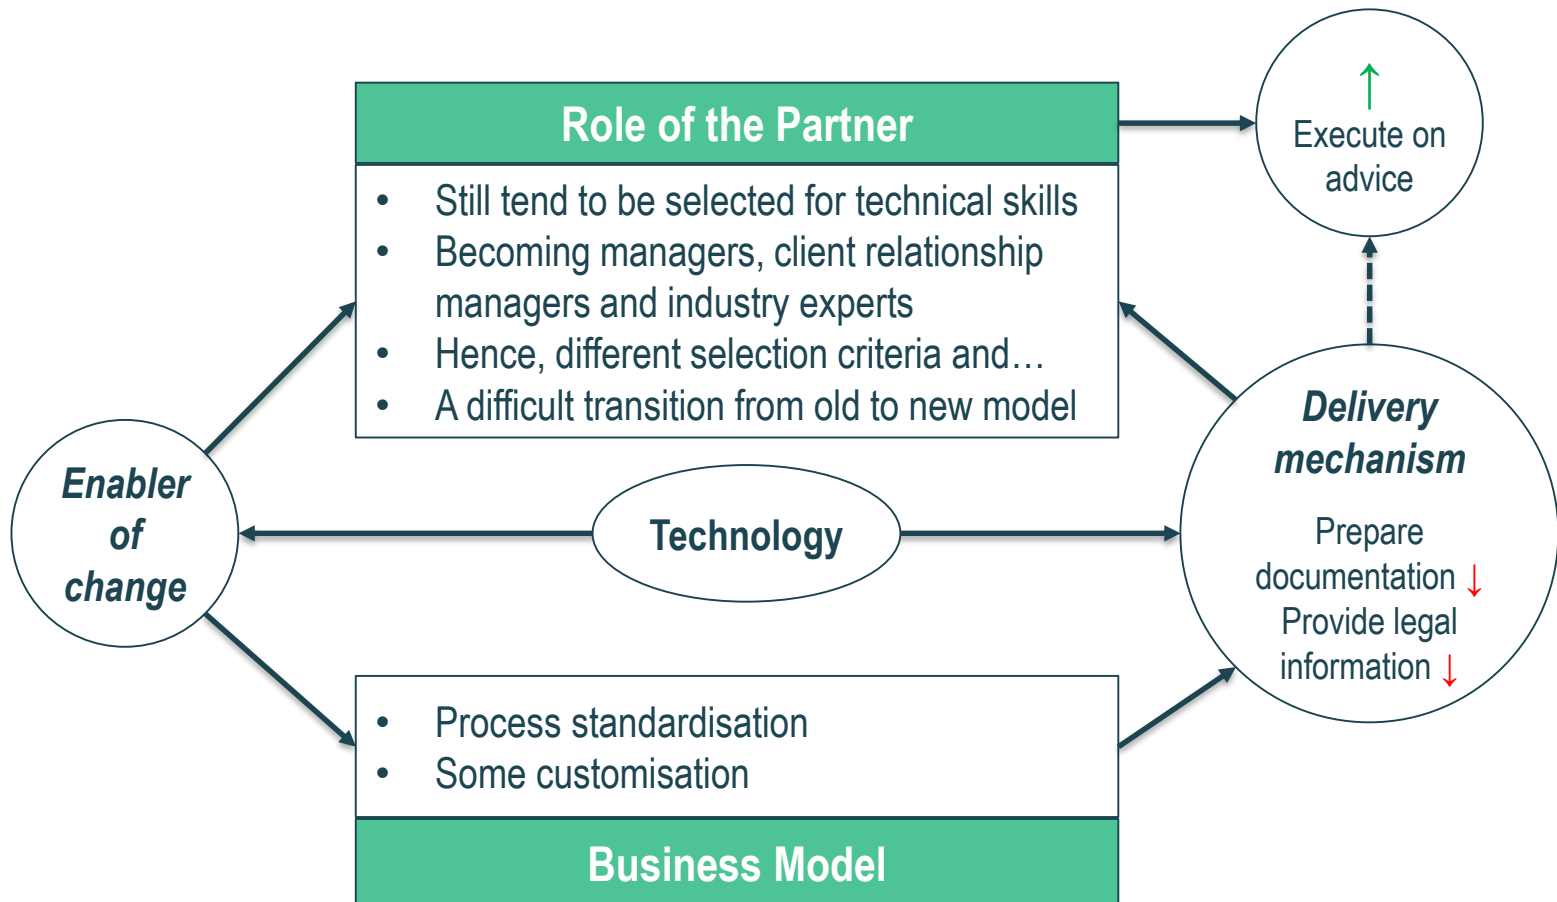 ↑
Execute on
advice
Role of the Partner
• Still tend to be selected for technical skills
• Becoming managers, client relationship
managers and industry experts
• Hence, different selection criteria and…
• A difficult transition from old to new model
Enabler
of
change
Technology
Delivery
mechanism
Prepare
documentation ↓
Provide legal
information ↓
• Process standardisation
• Some customisation
Business Model